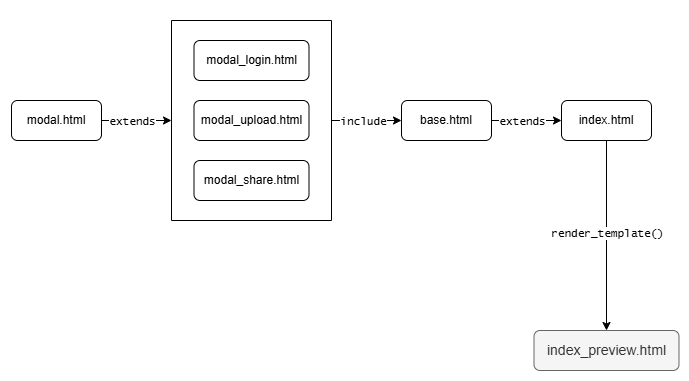 modal_login.html
modal.html
extends
modal_upload.html
include
base.html
extends
index.html
modal_share.html
render_template()
index_preview.html